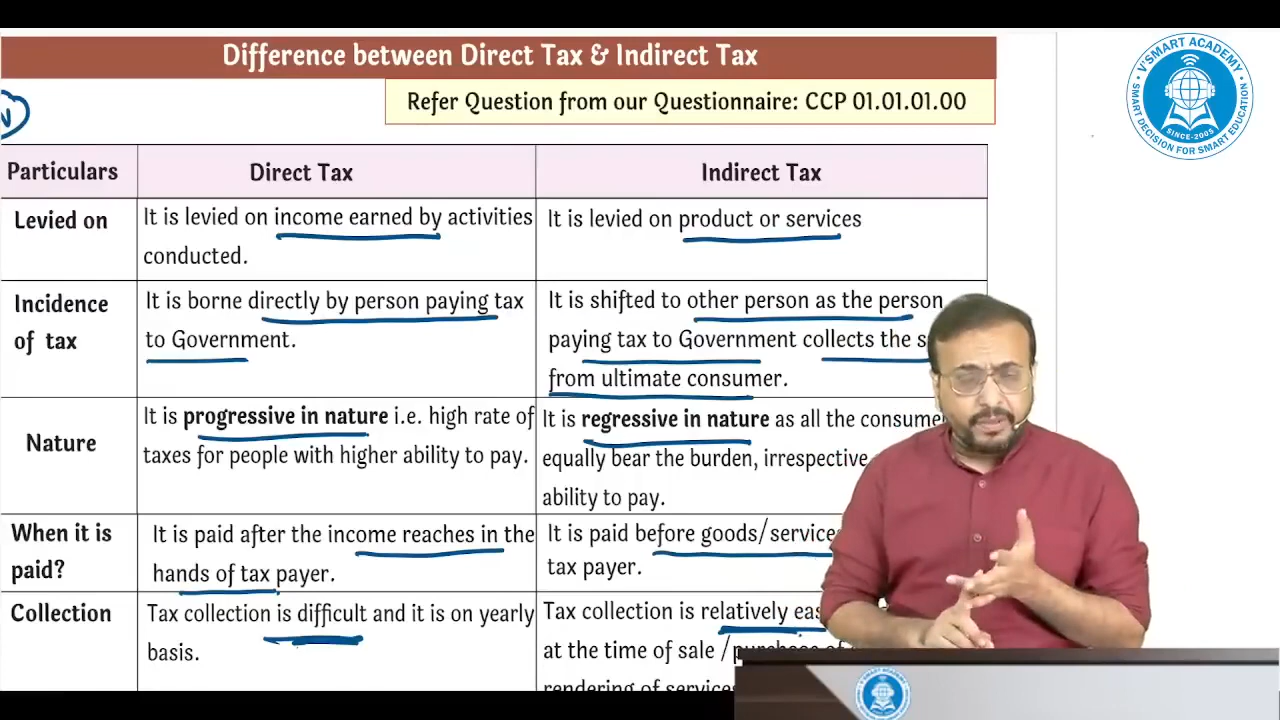 Difference between Direct Tax & Indirect Tax
Refer Question from our Questionnaire: CCP 01.01.01.00
V'SMART ACADEMY
SINCE-2005
SMART DECISION FOR SMART EDUCATION
Particulars
Direct Tax
Indirect Tax
Levied on
It is levied on income earned by activities
conducted.
It is levied on product or services
Incidence
of tax
It is borne directly by person paying tax
to Government.
It is shifted to other person as the person
paying tax to Government collects the
from ultimate consumer.
Nature
It is progressive in nature i.e. high rate of
taxes for people with higher ability to pay.
It is regressive in nature as all the
equally bear the burden, irrespective
ability to pay.
When it is
paid?
It is paid after the income reaches in the
hands of tax payer.
It is paid before goods/service
tax payer.
Collection
Tax collection is difficult and it is on yearly
basis.
Tax collection is relatively
at the time of sale /purchase of
rendering of services